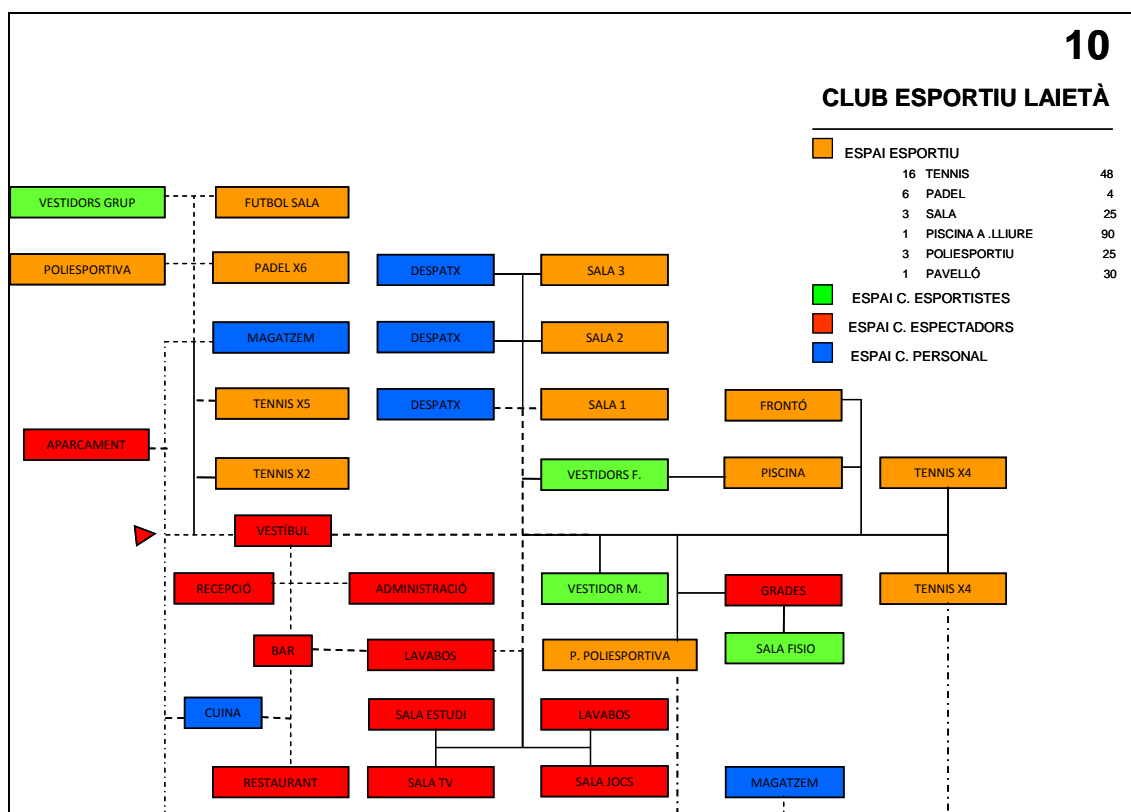 10
CLUB ESPORTIU LAIETÀ
ESPAI ESPORTIU
16 TENNIS 48
6 PADEL 4
3 SALA 25
1 PISCINA A .LLIURE 90
3 POLIESPORTIU 25
1 PAVELLÓ 30
ESPAI C. ESPORTISTES
ESPAI C. ESPECTADORS
ESPAI C. PERSONAL
VESTIDORS GRUP
FUTBOL SALA
POLIESPORTIVA
PADEL X6
DESPATX
SALA 3
MAGATZEM
DESPATX
SALA 2
TENNIS X5
DESPATX
SALA 1
FRONTÓ
APARCAMENT
TENNIS X2
VESTIDORS F.
PISCINA
TENNIS X4
VESTÍBUL
RECEPCIÓ
ADMINISTRACIÓ
VESTIDOR M.
GRADES
TENNIS X4
BAR
LAVABOS
P. POLIESPORTIVA
SALA FISIO
CUINA
SALA ESTUDI
LAVABOS
RESTAURANT
SALA TV
SALA JOCS
MAGATZEM